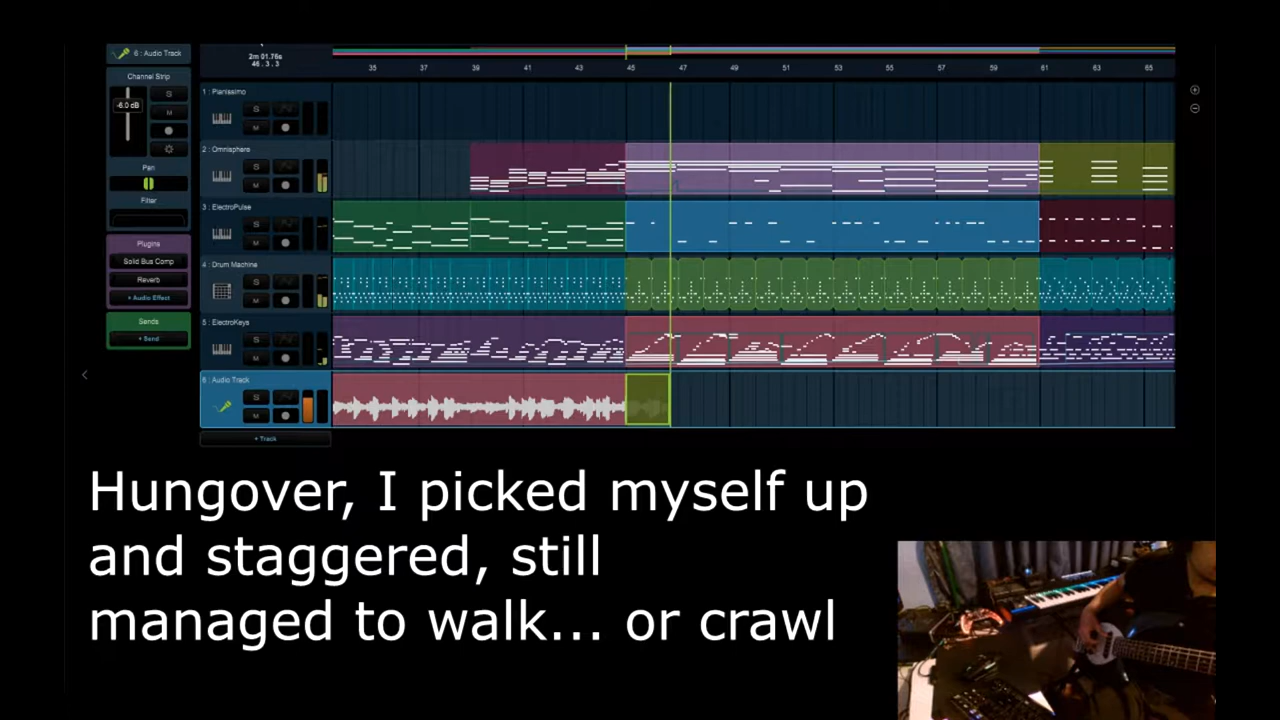 6 : Audio Track
Channel Strip
-6.0 dB
S
M
Pan
Filter
Plugins
Solid Bus Comp
Reverb
+ Audio Effect
Sends
+ Send
2m 01.76s
46 . 3 . 3
35 37 39 41 43 45 47 49 51 53 55 57 59 61 63 65
1 : Pianissimo
S
M
2 : Omnisphere
S
M
3 : ElectroPulse
S
M
4 : Drum Machine
S
M
5 : ElectroKeys
S
M
6 : Audio Track
S
M
+ Track
Hungover, I picked myself up
and staggered, still
managed to walk... or crawl